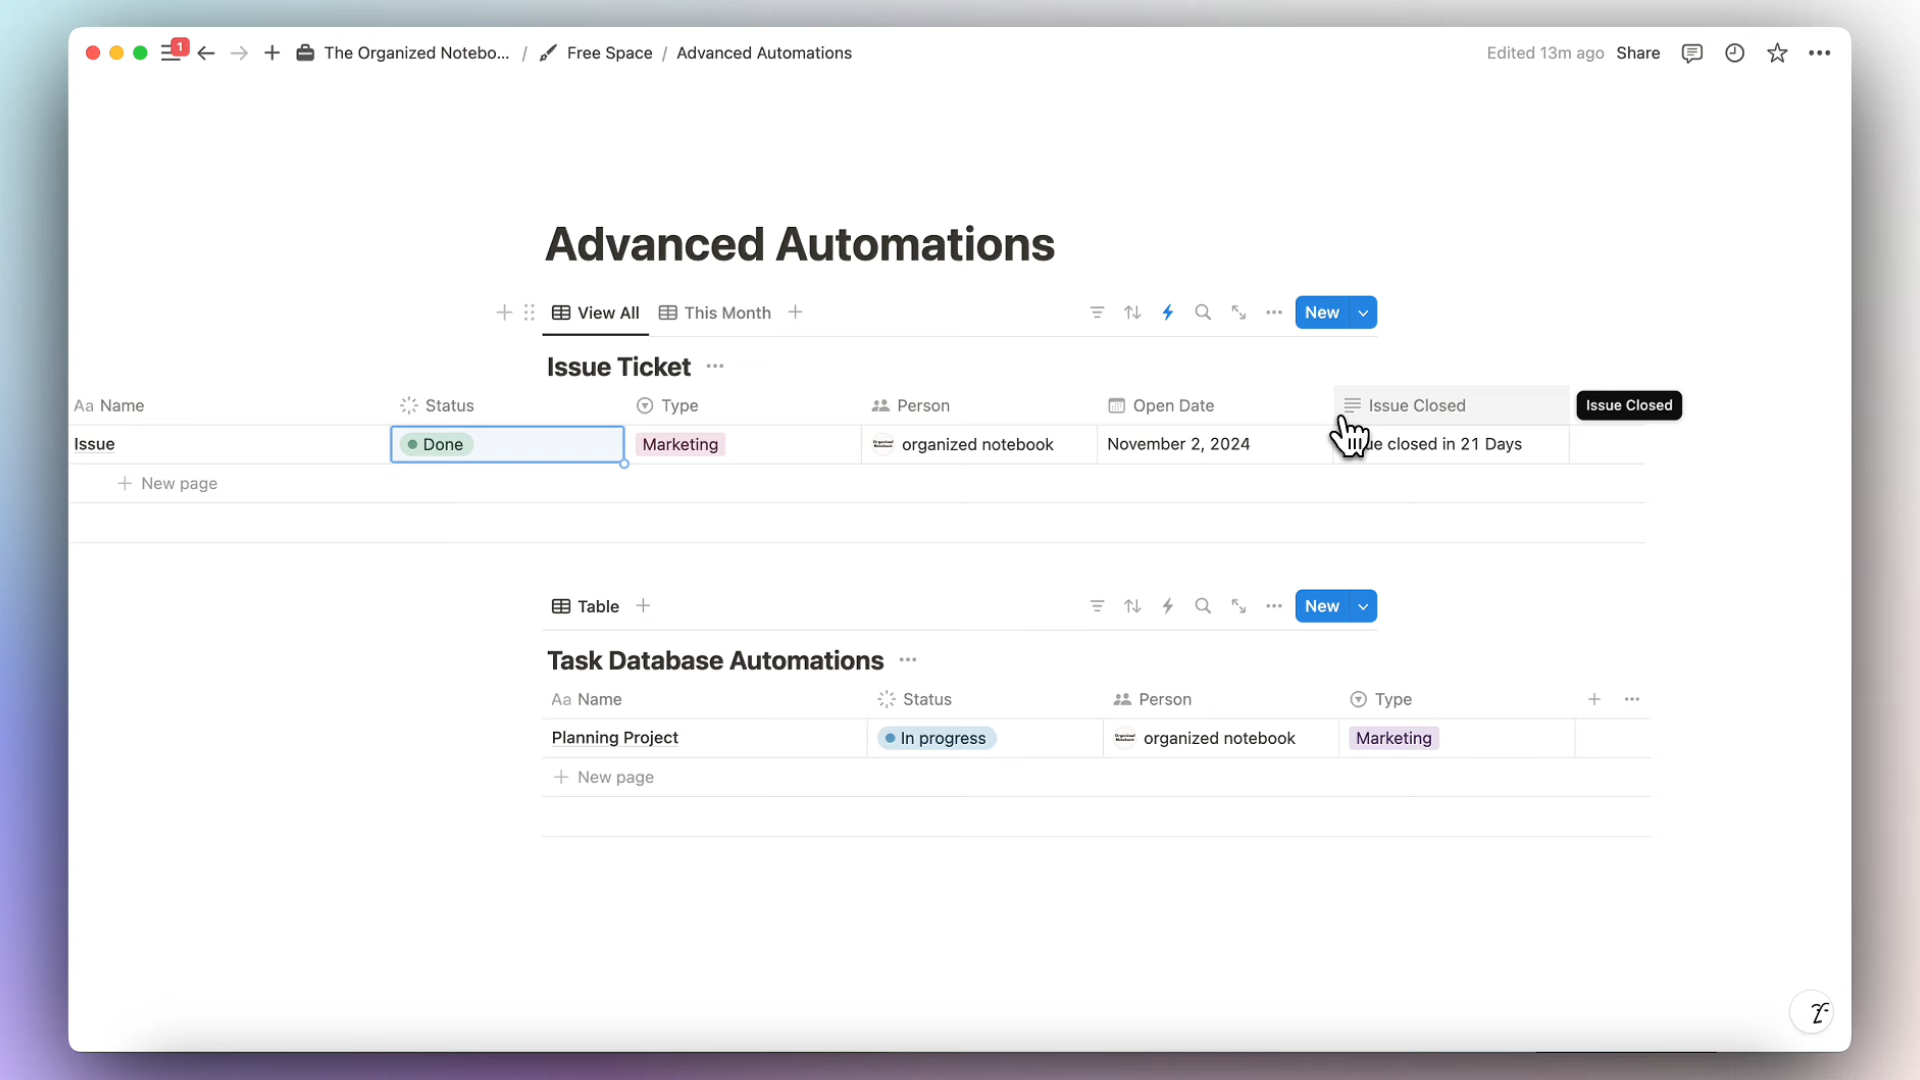 1
The Organized Notebo... / Free Space / Advanced Automations
Edited 13m ago Share
Advanced Automations
View All This Month
New
Issue Ticket
Aa Name Status Type Person Open Date Issue Closed
Issue Closed
Issue Done Marketing organized notebook November 2, 2024 closed in 21 Days
New page
Table
New
Task Database Automations
Aa Name Status Person Type
Planning Project In progress organized notebook Marketing
New page